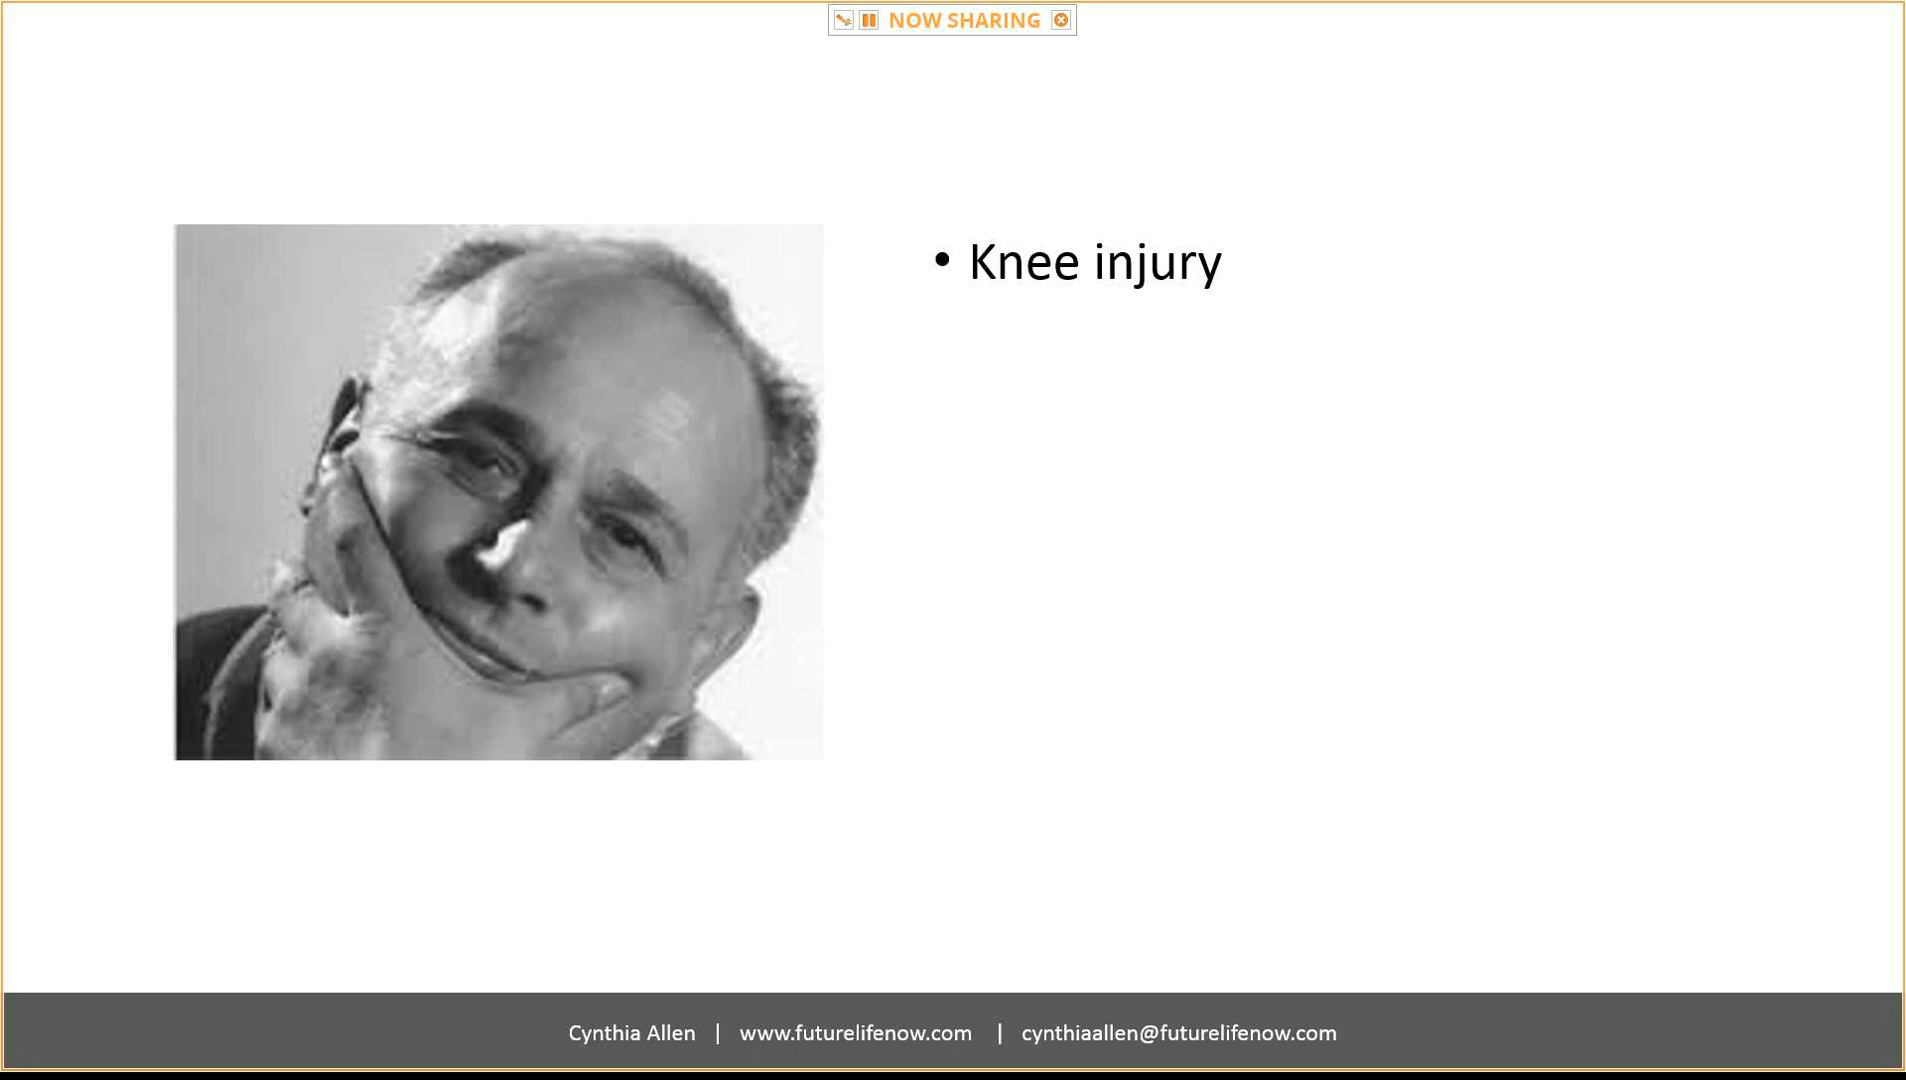 NOW SHARING
• Knee injury
Cynthia Allen | www.futurelifenow.com | cynthiaallen@futurelifenow.com